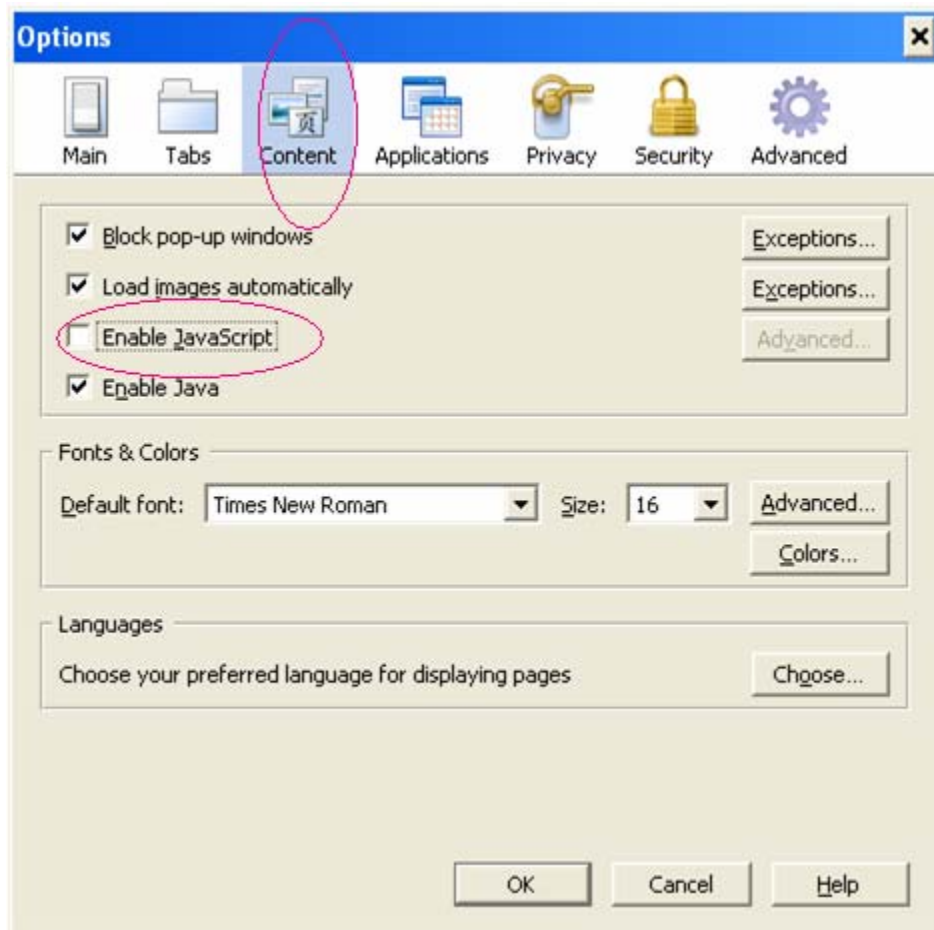 Options
页
Main Tabs Content Applications Privacy Security Advanced
Block pop-up windows Exceptions...
Load images automatically Exceptions...
Enable JavaScript Advanced...
Enable Java
Fonts & Colors
Default font: Times New Roman Size: 16 Advanced...
Colors...
Languages
Choose your preferred language for displaying pages Choose...
OK Cancel Help